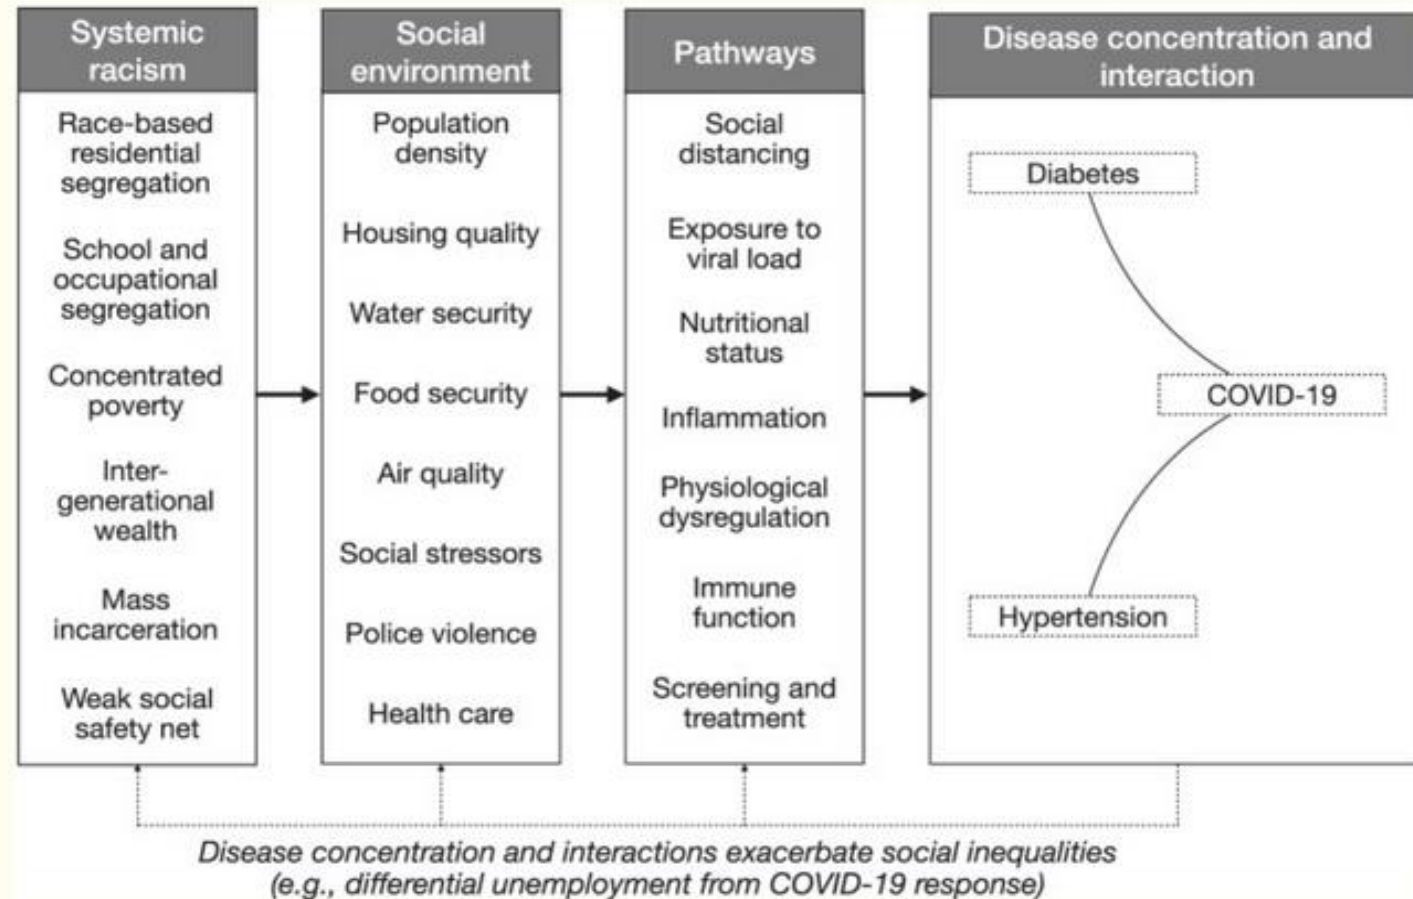 Systemic
racism
Race-based
residential
segregation
School and
occupational
segregation
Concentrated
poverty
Inter-
generational
wealth
Mass
incarceration
Weak social
safety net
Social
environment
Population
density
Housing quality
Water security
Food security
Air quality
Social stressors
Police violence
Health care
Pathways
Social
distancing
Exposure to
viral load
Nutritional
status
Inflammation
Physiological
dysregulation
Immune
function
Screening and
treatment
Disease concentration and
interaction
Diabetes
COVID-19
Hypertension
Disease concentration and interactions exacerbate social inequalities
(e.g., differential unemployment from COVID-19 response)